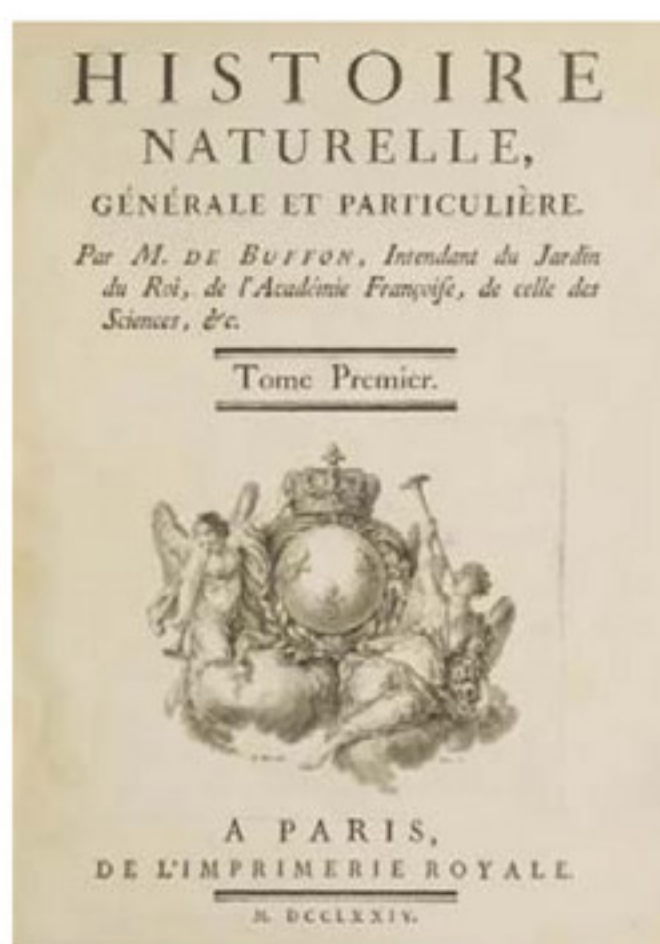 HISTOIRE
NATURELLE,
GÉNÉRALE ET PARTICULIÈRE.
Par M. DE BUFFON, Intendant du Jardin
du Roi, de l'Académie Françoiſe, de celle des
Sciences, &c.
Tome Premier.
A PARIS,
DE L'IMPRIMERIE ROYALE.
M. DCCLXXIV.